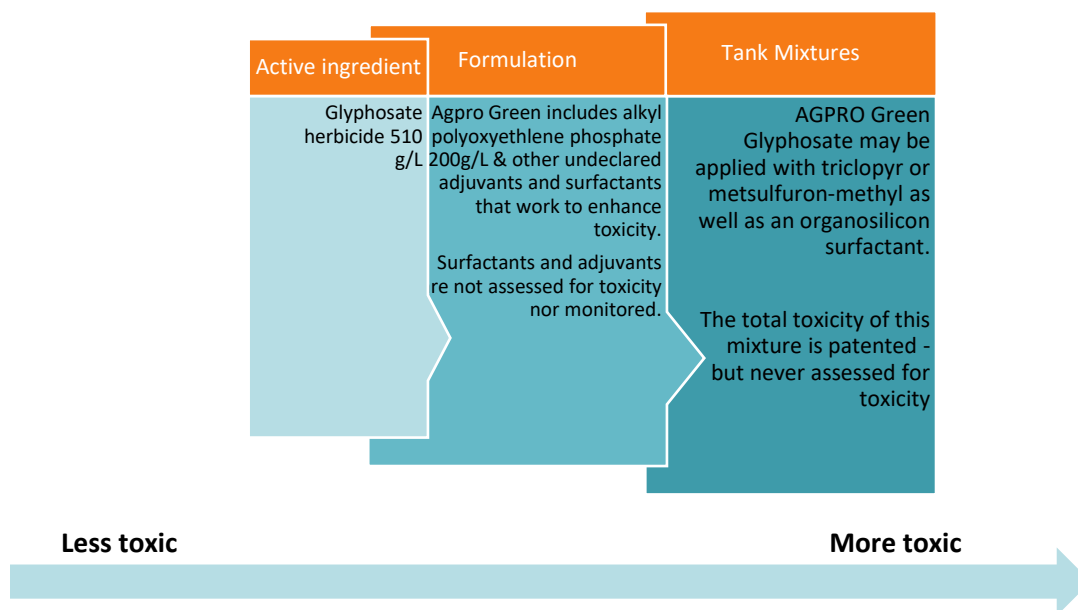 Active ingredient
Glyphosate
herbicide 510
g/L
Formulation
Agpro Green includes alkyl
polyoxyethlene phosphate
200g/L & other undeclared
adjuvants and surfactants
that work to enhance
toxicity.
Surfactants and adjuvants
re not assessed for toxicity
nor monitored.
Tank Mixtures
AGPRO Green
Glyphosate may be
applied with triclopyr or
metsulfuron-methyl as
well as an organosilicon
surfactant.
The total toxicity of this
mixture is patented -
but never assessed for
toxicity
Less toxic
More toxic